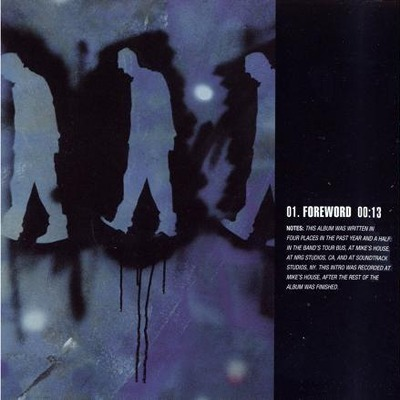 01. FOREWORD 00:13
NOTES: THIS ALBUM WAS WRITTEN IN
FOUR PLACES IN THE PAST YEAR AND A HALF:
IN THE BAND'S TOUR BUS, AT MIKE'S HOUSE,
AT NRG STUDIOS, CA, AND AT SOUNDTRACK
STUDIOS, NY. THIS INTRO WAS RECORDED AT
MIKE'S HOUSE, AFTER THE REST OF THE
ALBUM WAS FINISHED.